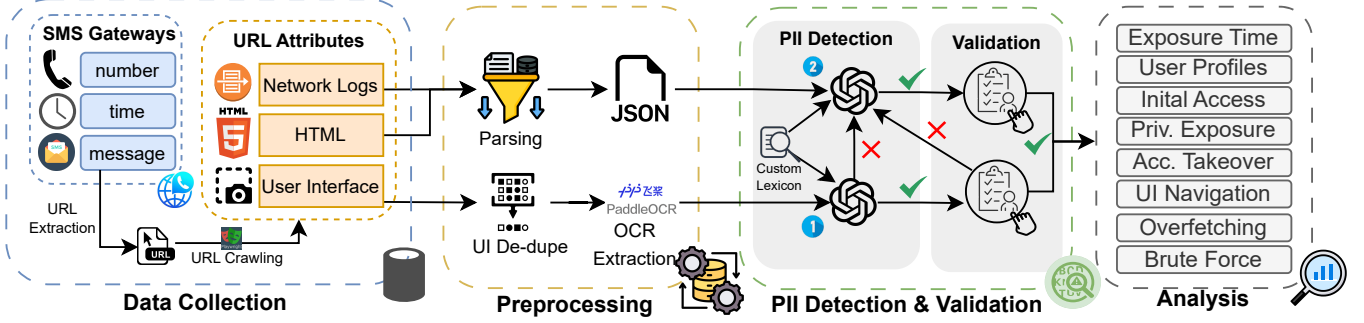 SMS Gateways
number
time
SMS
message
URL
Extraction
URL
URL Crawling
URL Attributes
Network Logs
HTML
5
HTML
User Interface
Data Collection
Parsing
JSON
UI De-dupe
飞桨
PaddleOCR
OCR
Extraction
Preprocessing
PII Detection
2
Custom
Lexicon
1
Validation
PII Detection & Validation
Exposure Time
User Profiles
Inital Access
Priv. Exposure
Acc. Takeover
UI Navigation
Overfetching
Brute Force
Analysis